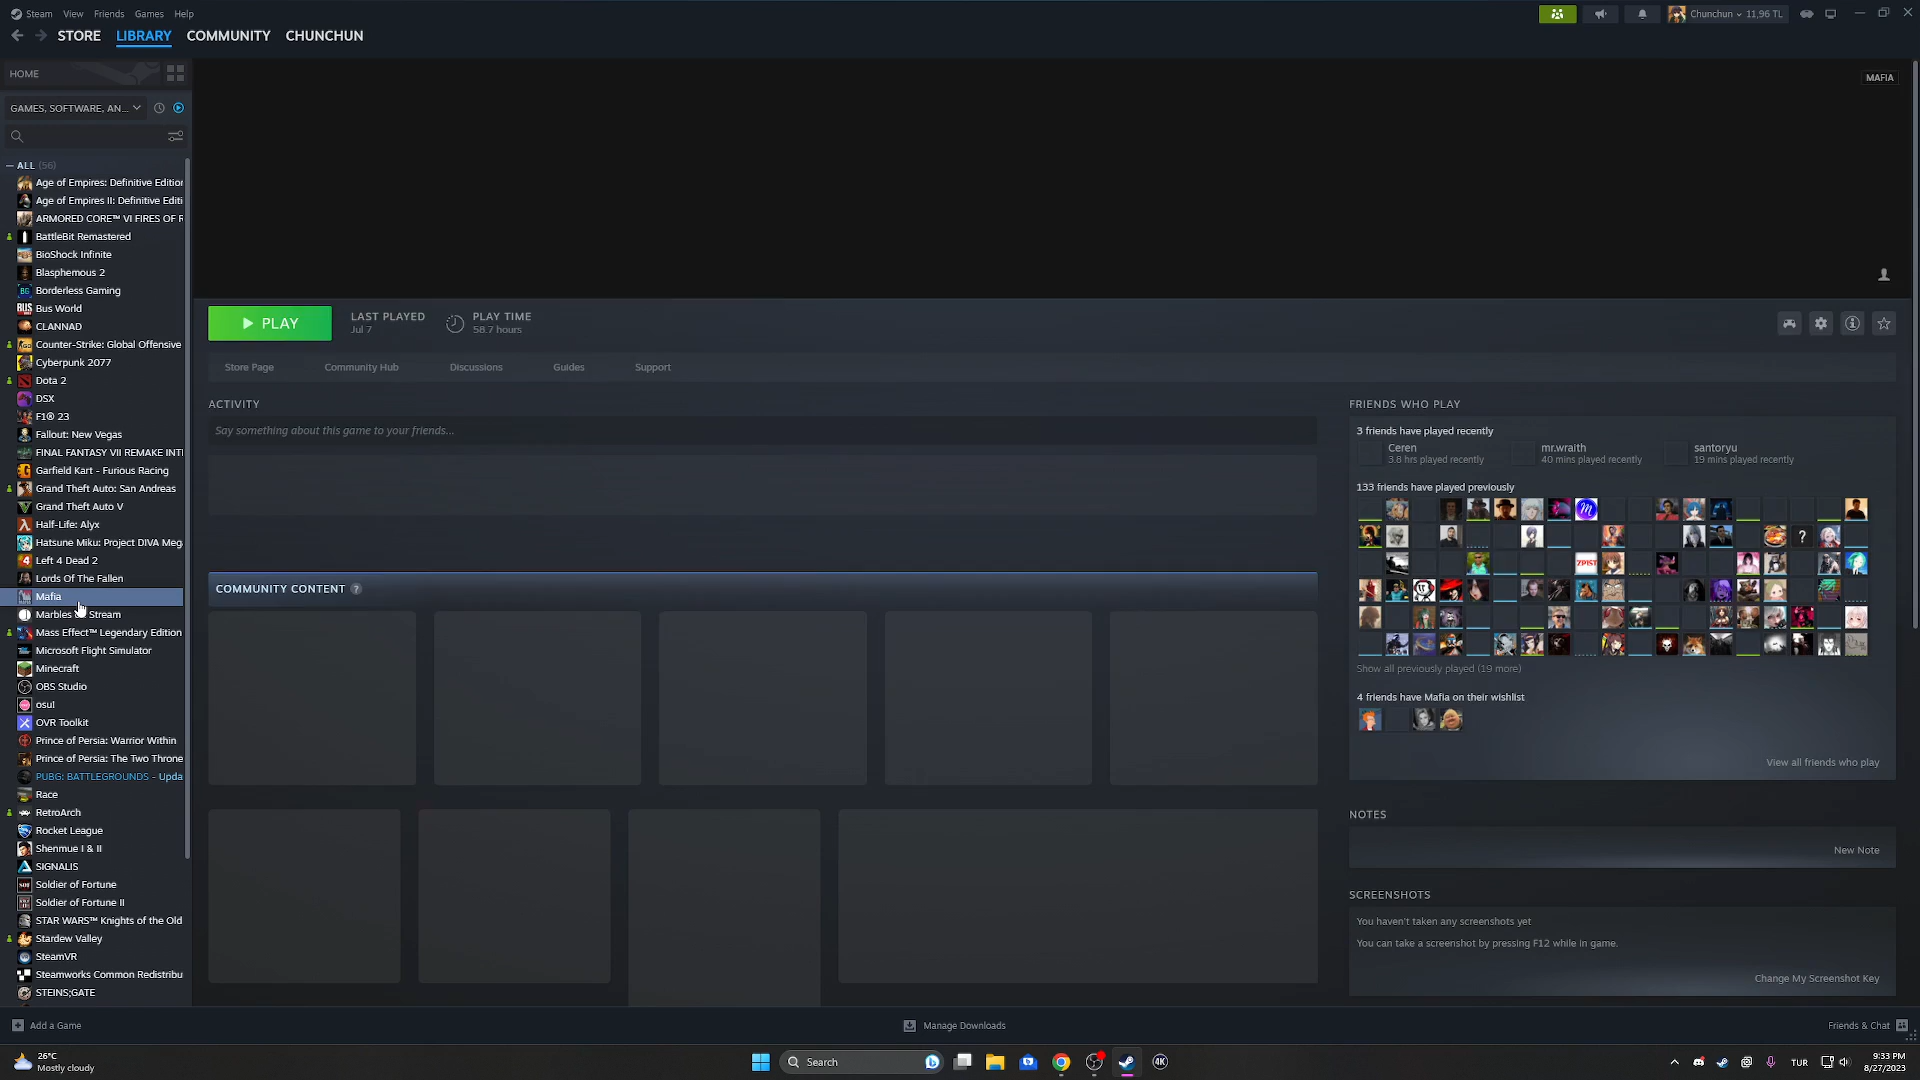 Steam View Friends Games Help
Chunchun 11,96 TL
STORE LIBRARY COMMUNITY CHUNCHUN
HOME
GAMES, SOFTWARE, AN...
— ALL (56)
Age of Empires: Definitive Edition
Age of Empires II: Definitive Editi
ARMORED CORE™ VI FIRES OF R
BattleBit Remastered
BioShock Infinite
Blasphemous 2
Borderless Gaming
Bus World
CLANNAD
Counter-Strike: Global Offensive
Cyberpunk 2077
Dota 2
DSX
F1® 23
Fallout: New Vegas
FINAL FANTASY VII REMAKE INTE
Garfield Kart - Furious Racing
Grand Theft Auto: San Andreas
Grand Theft Auto V
Half-Life: Alyx
Hatsune Miku: Project DIVA Meg
Left 4 Dead 2
Lords Of The Fallen
Mafia
Marbles Stream
Mass Effect™ Legendary Edition
Microsoft Flight Simulator
Minecraft
OBS Studio
osu!
OVR Toolkit
Prince of Persia: Warrior Within
Prince of Persia: The Two Throne
PUBG: BATTLEGROUNDS - Upda
Race
RetroArch
Rocket League
Shenmue I & II
SIGNALIS
Soldier of Fortune
Soldier of Fortune II
STAR WARS™ Knights of the Old
Stardew Valley
SteamVR
Steamworks Common Redistribu
STEINS;GATE
Add a Game
MAFIA
PLAY
LAST PLAYED
Jul 7
PLAY TIME
58.7 hours
Store Page Community Hub Discussions Guides Support
ACTIVITY
Say something about this game to your friends...
COMMUNITY CONTENT ?
FRIENDS WHO PLAY
3 friends have played recently
Ceren
3.8 hrs played recently
mr.wraith
40 mins played recently
santoryu
19 mins played recently
133 friends have played previously
M
?
7PIST
Show all previously played (19 more)
4 friends have Mafia on their wishlist
View all friends who play
NOTES
New Note
SCREENSHOTS
You haven't taken any screenshots yet
You can take a screenshot by pressing F12 while in game.
Change My Screenshot Key
Manage Downloads
Friends & Chat
26°C
Mostly cloudy
Search
4K
TUR
9:33 PM
8/27/2023